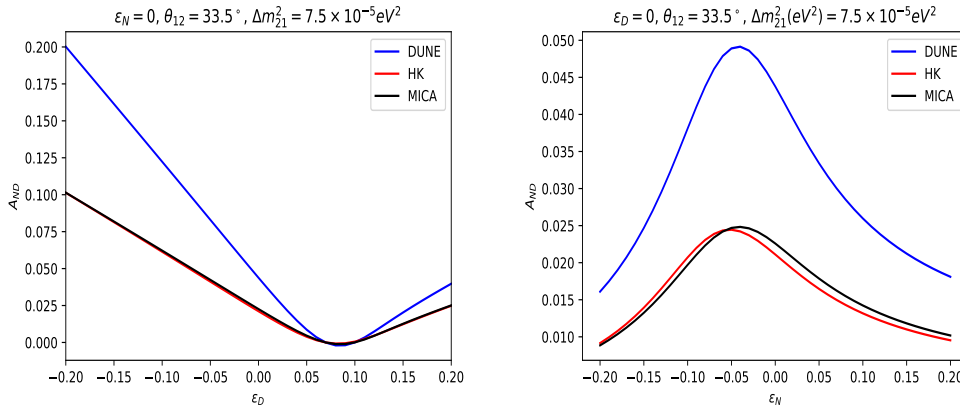 ε_N = 0, θ_12 = 33.5°, Δm²_21 = 7.5 × 10⁻⁵eV²
0.200
0.175
0.150
0.125
0.100
0.075
0.050
0.025
0.000
A_ND
DUNE
HK
MICA
−0.20 −0.15 −0.10 −0.05 0.00 0.05 0.10 0.15 0.20
ε_D
ε_D = 0, θ_12 = 33.5°, Δm²_21(eV²) = 7.5 × 10⁻⁵eV²
0.050
0.045
0.040
0.035
0.030
0.025
0.020
0.015
0.010
A_ND
DUNE
HK
MICA
−0.20 −0.15 −0.10 −0.05 0.00 0.05 0.10 0.15 0.20
ε_N